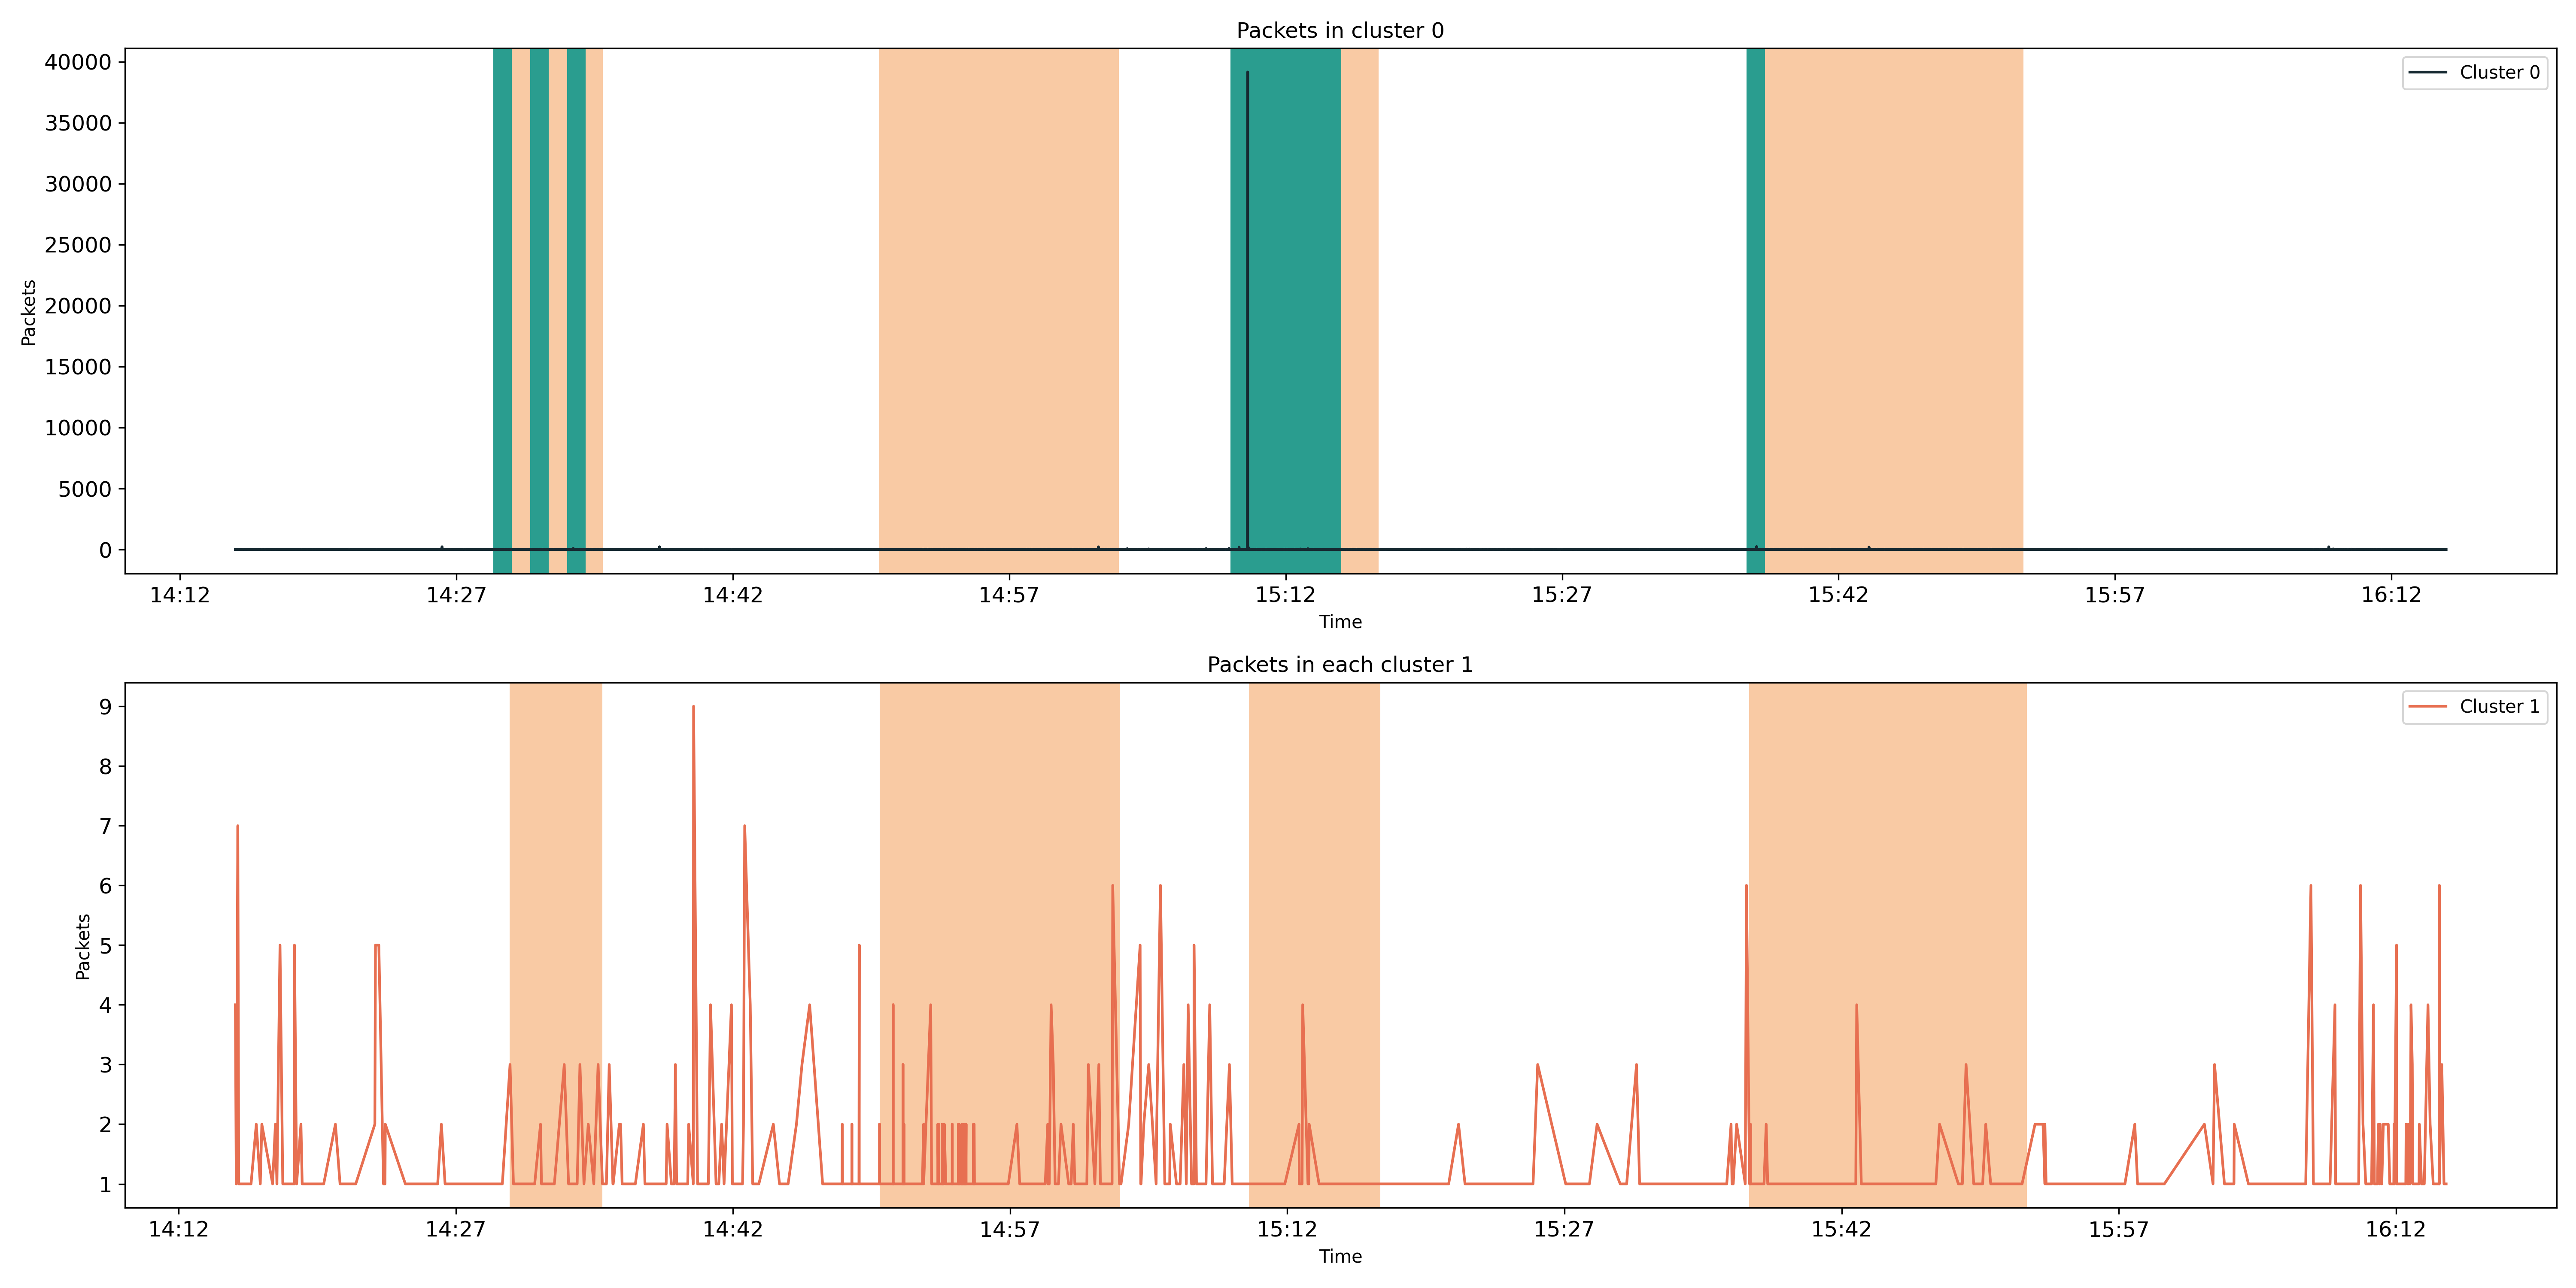 Packets in cluster 0
40000
35000
30000
25000
20000
15000
10000
5000
0
Packets
Cluster 0
14:12 14:27 14:42 14:57 15:12 15:27 15:42 15:57 16:12
Time
Packets in each cluster 1
9
8
7
6
5
4
3
2
1
Packets
Cluster 1
14:12 14:27 14:42 14:57 15:12 15:27 15:42 15:57 16:12
Time